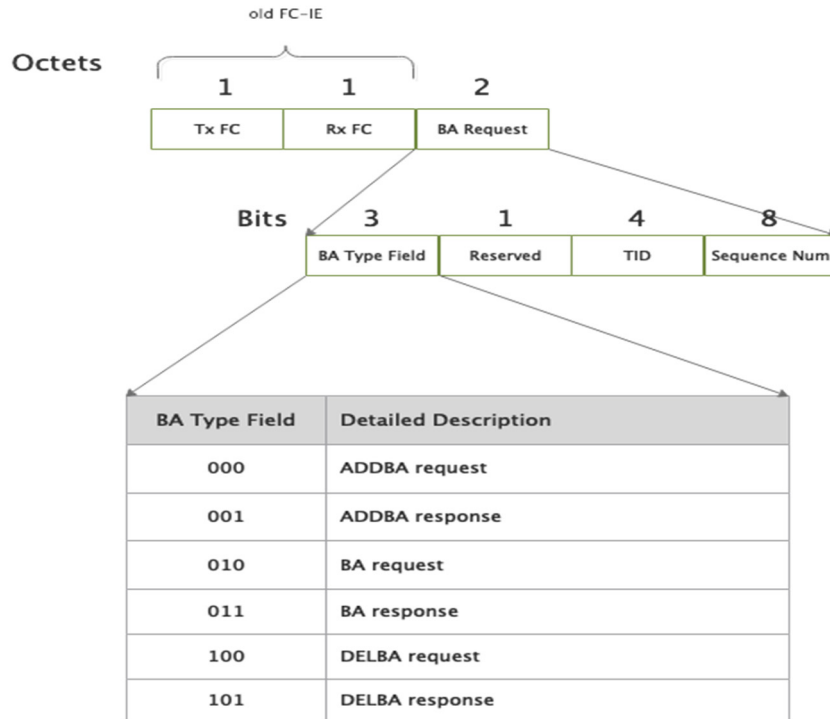 old FC-IE
Octets
1 1 2
Tx FC Rx FC BA Request
Bits 3 1 4 8
BA Type Field Reserved TID Sequence Num
BA Type Field Detailed Description
000 ADDBA request
001 ADDBA response
010 BA request
011 BA response
100 DELBA request
101 DELBA response